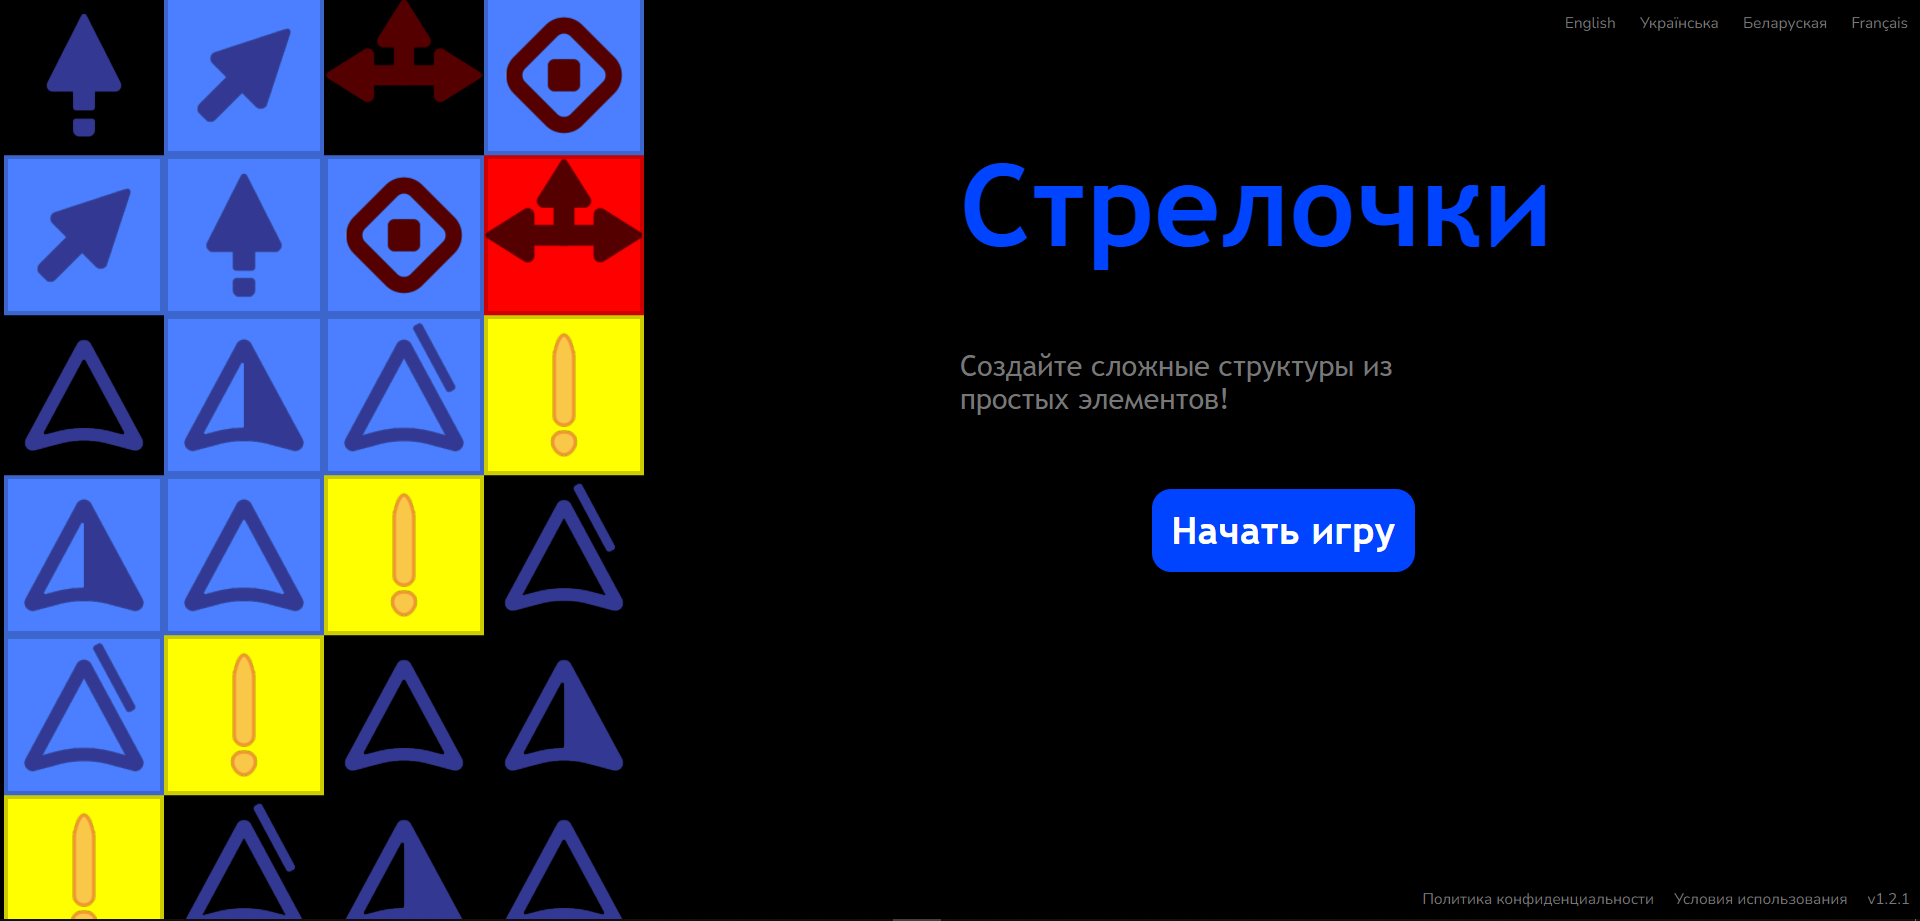 English Українська Беларуская Français
Стрелочки
Создайте сложные структуры из
простых элементов!
Начать игру
Политика конфиденциальности Условия использования v1.2.1